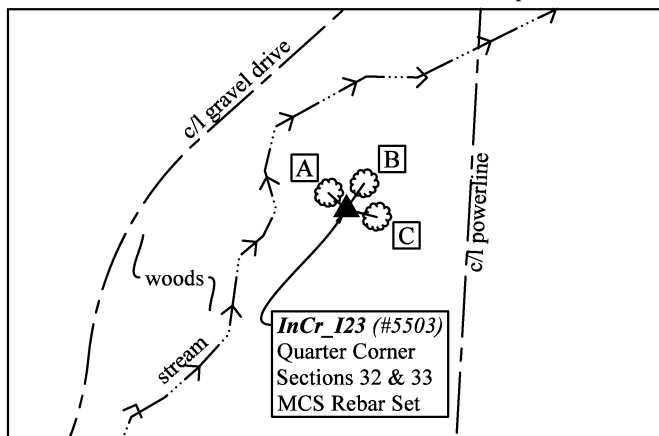 c/l gravel drive
A
B
C
c/l powerline
woods
stream
InCr_I23 (#5503)
Quarter Corner
Sections 32 & 33
MCS Rebar Set